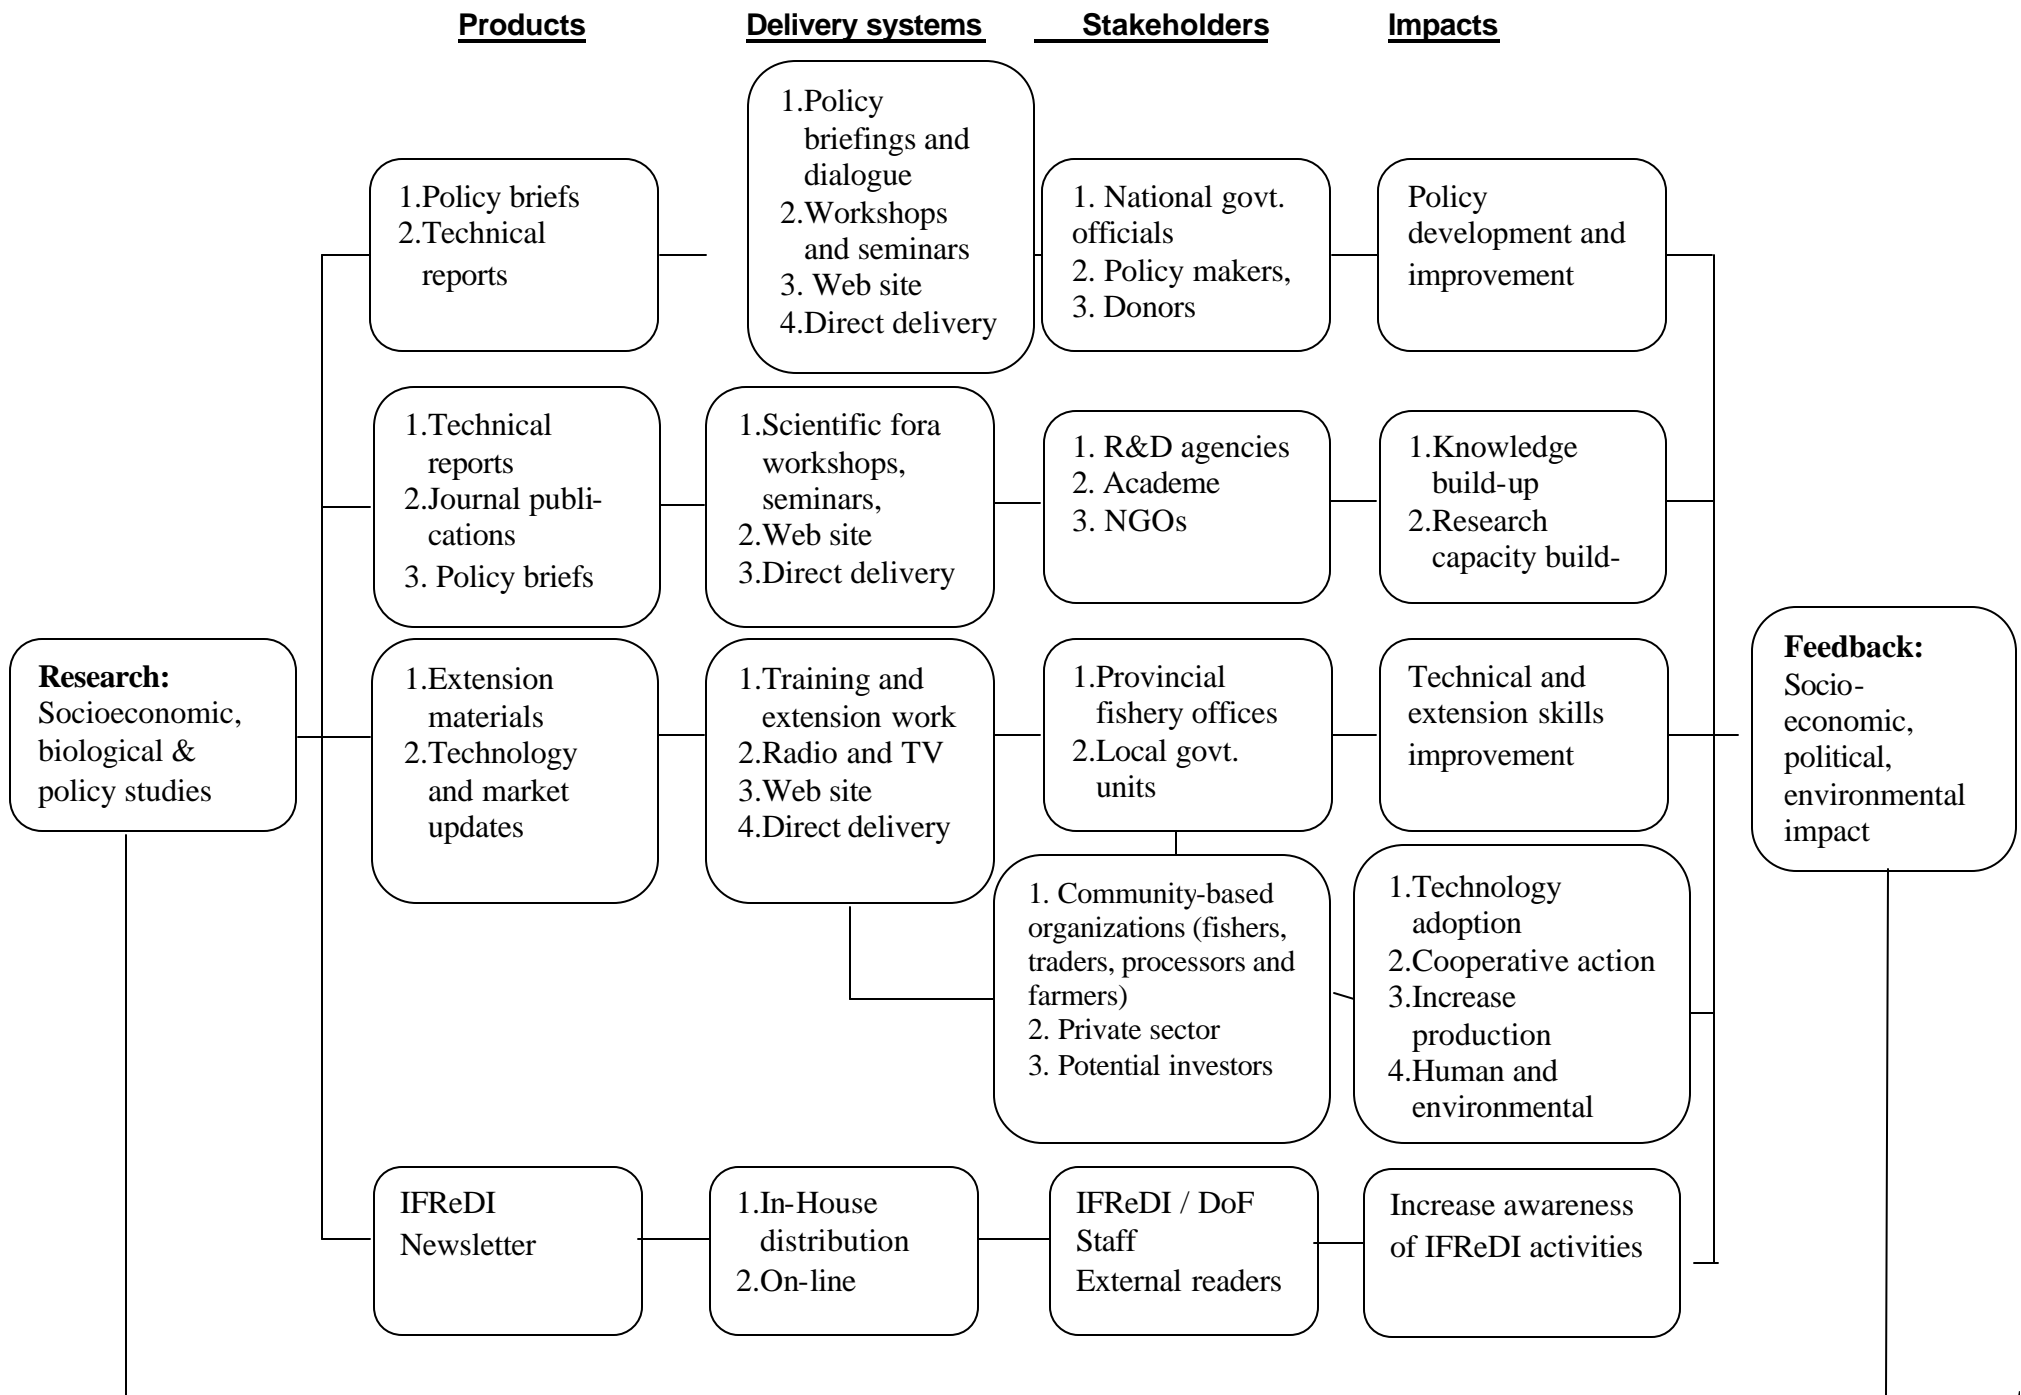 Products
Delivery systems
Stakeholders
Impacts
1.Policy briefs
2.Technical
reports
1.Policy
briefings and
dialogue
2.Workshops
and seminars
3. Web site
4.Direct delivery
1. National govt.
officials
2. Policy makers,
3. Donors
Policy
development and
improvement
1.Technical
reports
2.Journal publi-
cations
3. Policy briefs
1.Scientific fora
workshops,
seminars,
2.Web site
3.Direct delivery
1. R&D agencies
2. Academe
3. NGOs
1.Knowledge
build-up
2.Research
capacity build-
Research:
Socioeconomic,
biological &
policy studies
1.Extension
materials
2.Technology
and market
updates
1.Training and
extension work
2.Radio and TV
3.Web site
4.Direct delivery
1.Provincial
fishery offices
2.Local govt.
units
Technical and
extension skills
improvement
Feedback:
Socio-
economic,
political,
environmental
impact
1. Community-based
organizations (fishers,
traders, processors and
farmers)
2. Private sector
3. Potential investors
1.Technology
adoption
2.Cooperative action
3.Increase
production
4.Human and
environmental
IFReDI
Newsletter
1.In-House
distribution
2.On-line
IFReDI / DoF
Staff
External readers
Increase awareness
of IFReDI activities